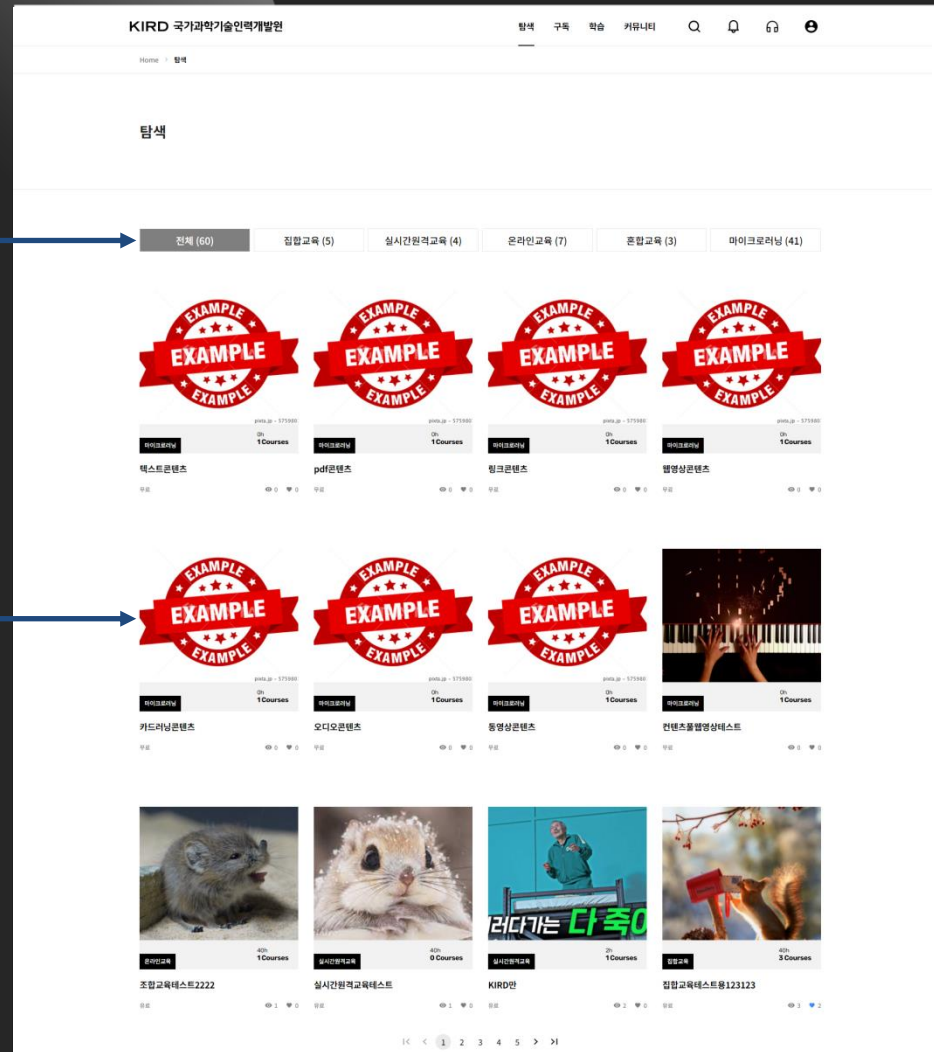 KIRD 국가과학기술인력개발원
탐색 구독 학습 커뮤니티
Home > 탐색
탐색
전체 (60) 집합교육 (5) 실시간원격교육 (4) 온라인교육 (7) 혼합교육 (3) 마이크로러닝 (41)
EXAMPLE EXAMPLE EXAMPLE EXAMPLE
EXAMPLE EXAMPLE EXAMPLE EXAMPLE
EXAMPLE EXAMPLE EXAMPLE EXAMPLE
0h 0h 0h 0h
마이크로러닝 1 Courses 마이크로러닝 1 Courses 마이크로러닝 1 Courses 마이크로러닝 1 Courses
텍스트콘텐츠 pdf콘텐츠 링크콘텐츠 웹영상콘텐츠
무료 0 0 무료 0 0 무료 0 0 무료 0 0
EXAMPLE EXAMPLE EXAMPLE
EXAMPLE EXAMPLE EXAMPLE
EXAMPLE EXAMPLE EXAMPLE
0h 0h 0h 0h
마이크로러닝 1 Courses 마이크로러닝 1 Courses 마이크로러닝 1 Courses 마이크로러닝 1 Courses
카드러닝콘텐츠 오디오콘텐츠 동영상콘텐츠 컨텐츠풀웹영상테스트
무료 0 0 무료 0 0 무료 0 0 무료 0 0
러다가는 다 죽어
40h 40h 2h 40h
온라인교육 1 Courses 실시간원격교육 0 Courses 실시간원격교육 1 Courses 집합교육 3 Courses
조합교육테스트2222 실시간원격교육테스트 KIRD만 집합교육테스트용123123
유료 1 0 유료 1 0 유료 2 0 유료 3 2
1 2 3 4 5